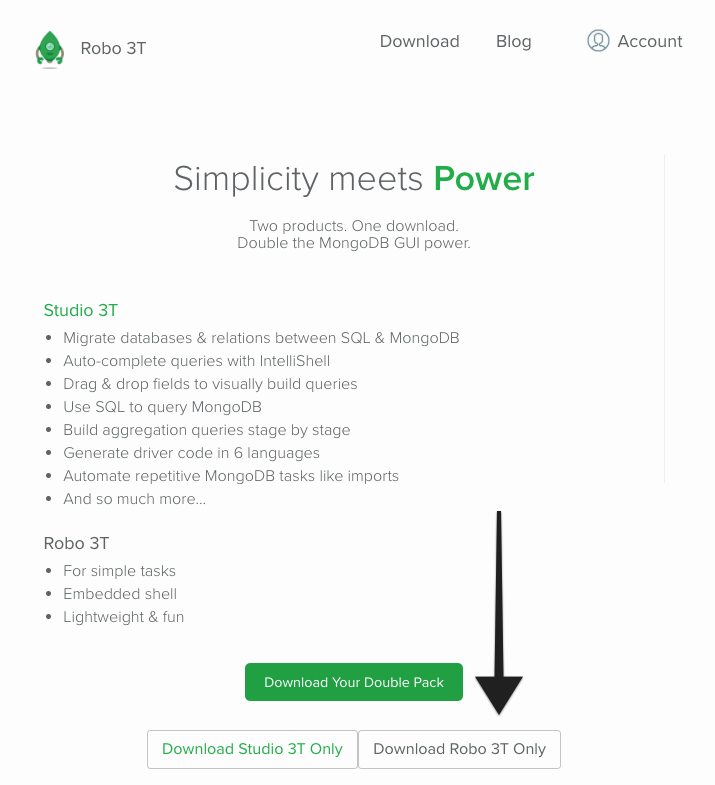 Robo 3T
Download
Blog
Account
Simplicity meets Power
Two products. One download.
Double the MongoDB GUI power.
Studio 3T
Migrate databases & relations between SQL & MongoDB
Auto-complete queries with IntelliShell
Drag & drop fields to visually build queries
Use SQL to query MongoDB
Build aggregation queries stage by stage
Generate driver code in 6 languages
Automate repetitive MongoDB tasks like imports
And so much more...
Robo 3T
For simple tasks
Embedded shell
Lightweight & fun
Download Your Double Pack
Download Studio 3T Only
Download Robo 3T Only